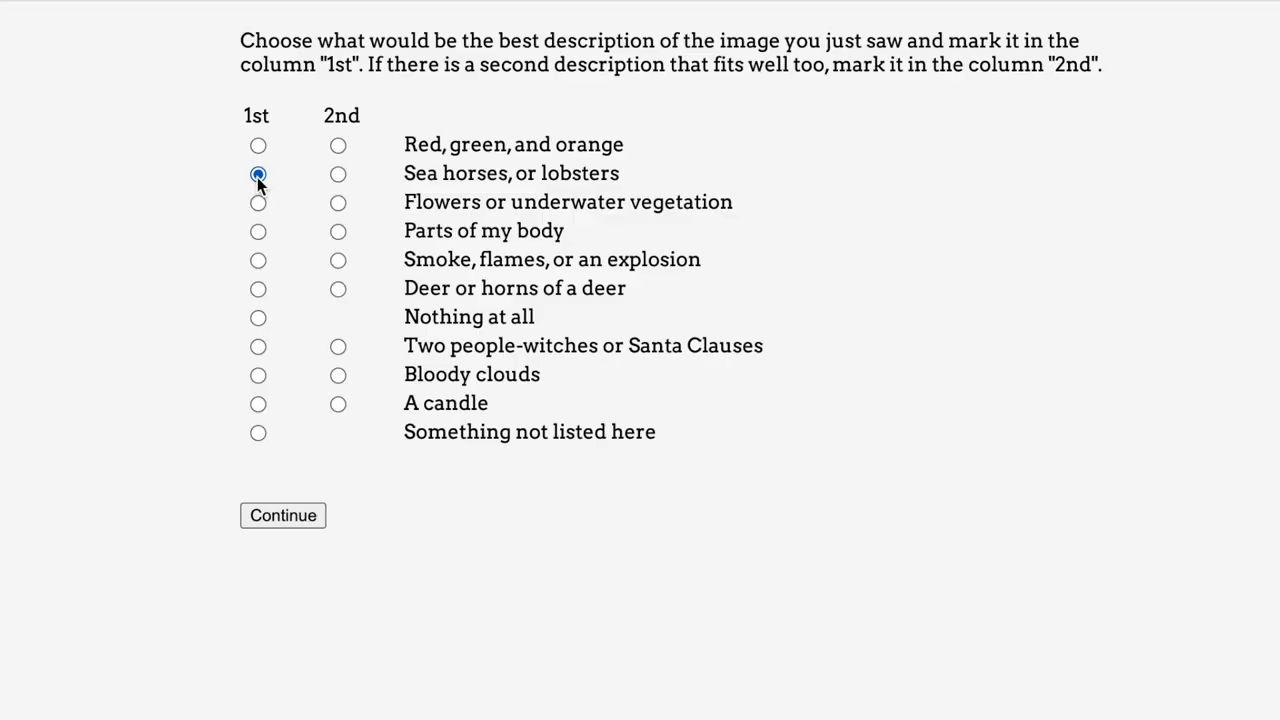 Choose what would be the best description of the image you just saw and mark it in the
column "1st". If there is a second description that fits well too, mark it in the column "2nd".
1st 2nd
Red, green, and orange
Sea horses, or lobsters
Flowers or underwater vegetation
Parts of my body
Smoke, flames, or an explosion
Deer or horns of a deer
Nothing at all
Two people-witches or Santa Clauses
Bloody clouds
A candle
Something not listed here
Continue